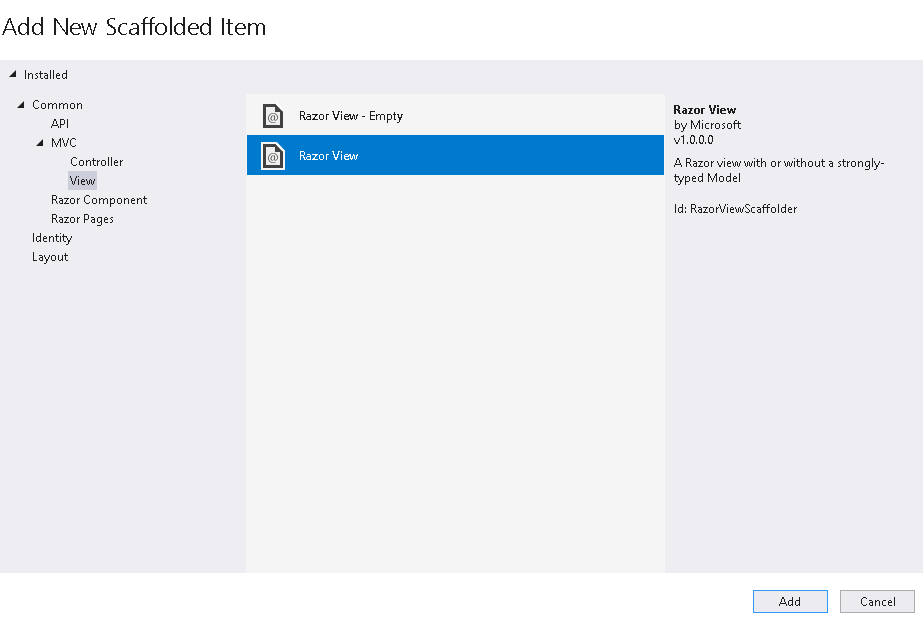 Add New Scaffolded Item
Installed
Common
API
MVC
Controller
View
Razor Component
Razor Pages
Identity
Layout
Razor View - Empty
Razor View
Razor View
by Microsoft
v1.0.0.0
A Razor view with or without a strongly-
typed Model
Id: RazorViewScaffolder
Add
Cancel